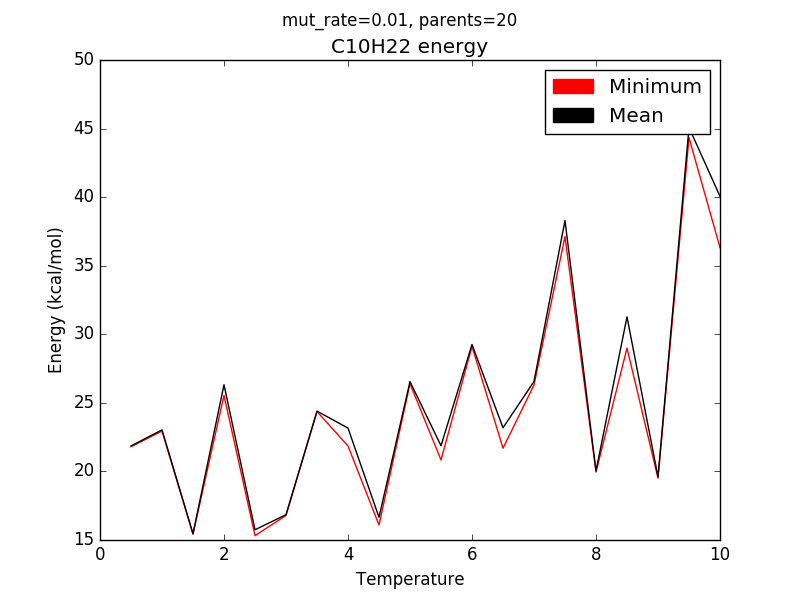 mut_rate=0.01, parents=20
C10H22 energy
50
45
40
35
30
25
20
15
Energy (kcal/mol)
Minimum
Mean
0
2
4
6
8
10
Temperature